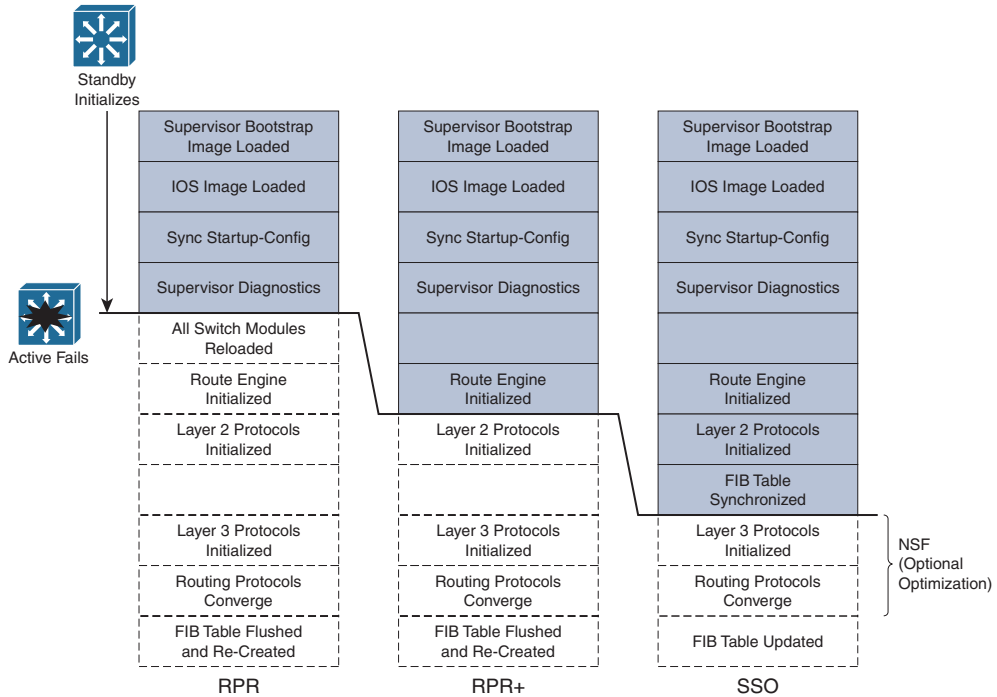 Standby
Initializes
Supervisor Bootstrap
Image Loaded
IOS Image Loaded
Sync Startup-Config
Supervisor Diagnostics
Active Fails
All Switch Modules
Reloaded
Route Engine
Initialized
Layer 2 Protocols
Initialized
Layer 3 Protocols
Initialized
Routing Protocols
Converge
FIB Table Flushed
and Re-Created
RPR
Supervisor Bootstrap
Image Loaded
IOS Image Loaded
Sync Startup-Config
Supervisor Diagnostics
Route Engine
Initialized
Layer 2 Protocols
Initialized
Layer 3 Protocols
Initialized
Routing Protocols
Converge
FIB Table Flushed
and Re-Created
RPR+
Supervisor Bootstrap
Image Loaded
IOS Image Loaded
Sync Startup-Config
Supervisor Diagnostics
Route Engine
Initialized
Layer 2 Protocols
Initialized
FIB Table
Synchronized
Layer 3 Protocols
Initialized
Routing Protocols
Converge
FIB Table Updated
SSO
NSF
(Optional
Optimization)